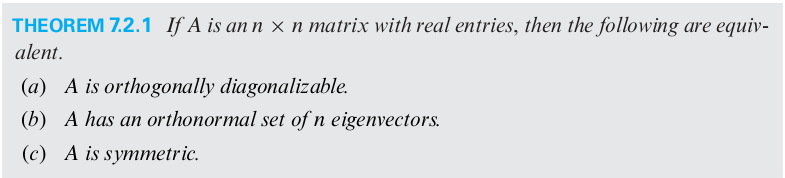 THEOREM 7.2.1 If A is an n × n matrix with real entries, then the following are equiv-
alent.
(a) A is orthogonally diagonalizable.
(b) A has an orthonormal set of n eigenvectors.
(c) A is symmetric.